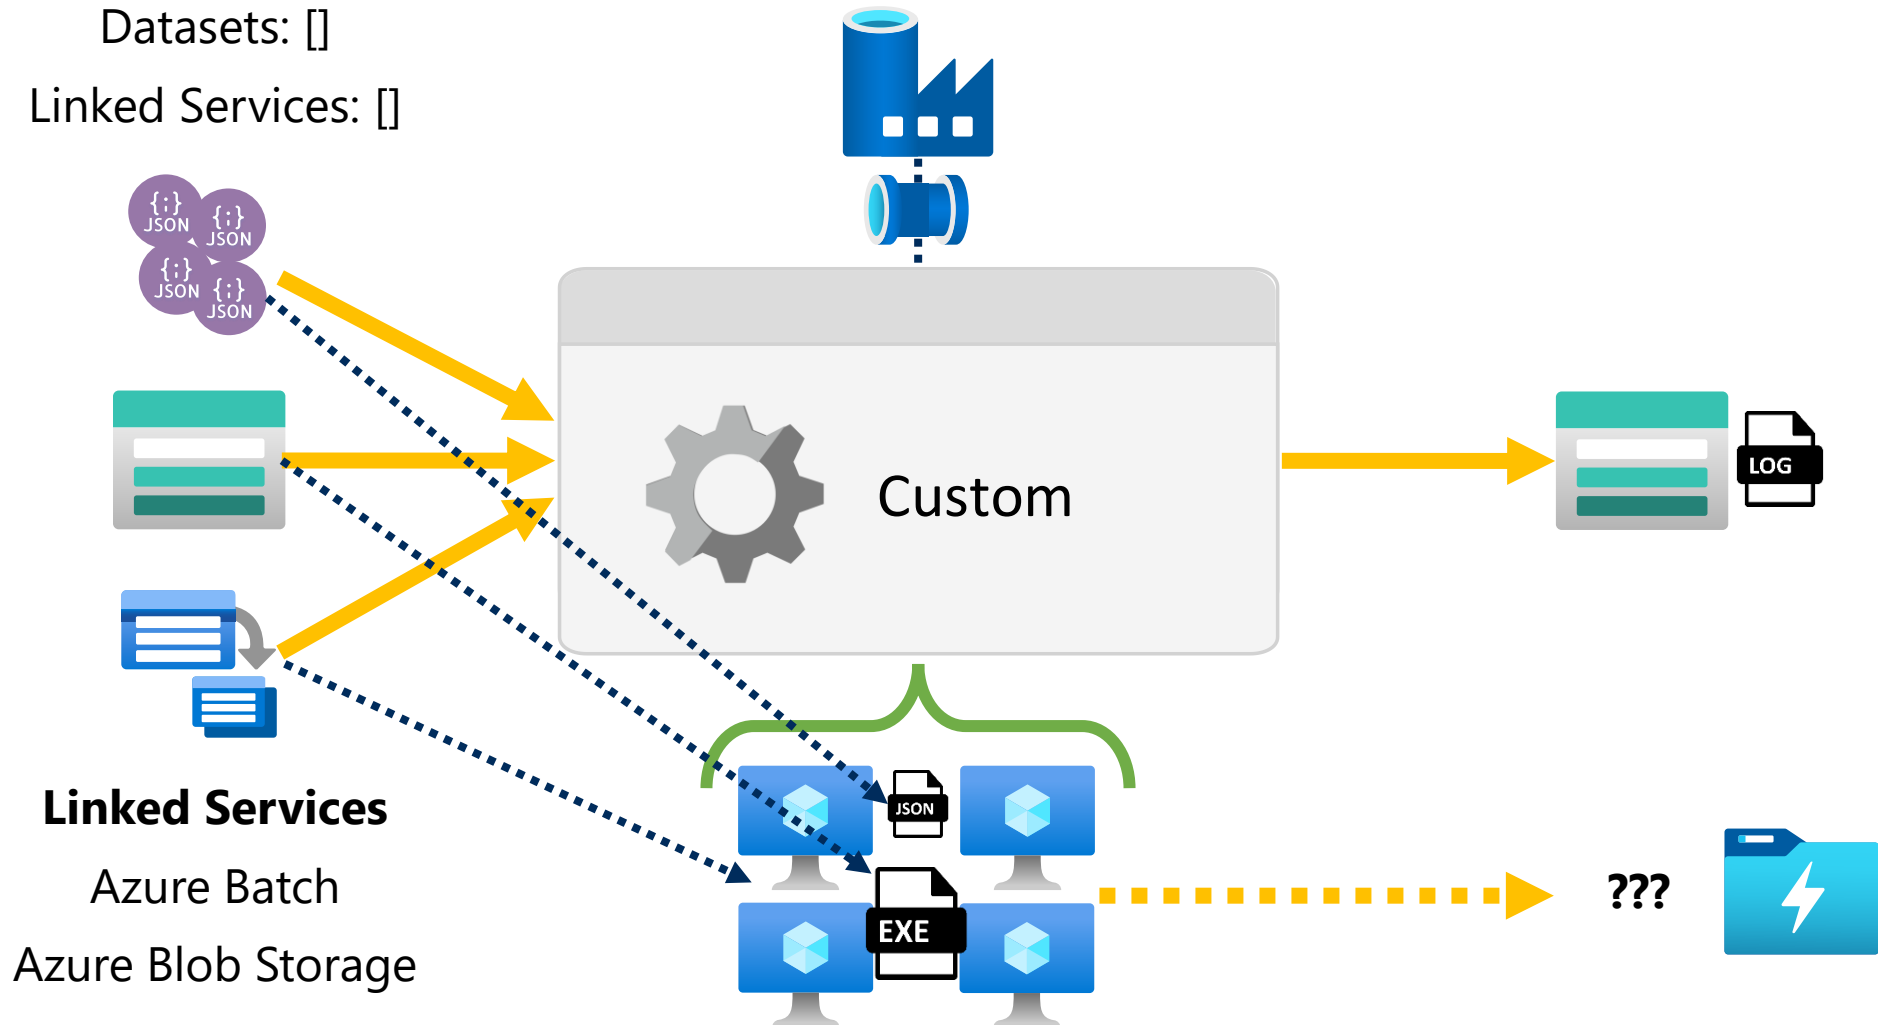 Datasets: []
Linked Services: []
{;}
JSON
{;}
JSON
{;}
JSON
{;}
JSON
Custom
LOG
Linked Services
Azure Batch
Azure Blob Storage
JSON
EXE
???